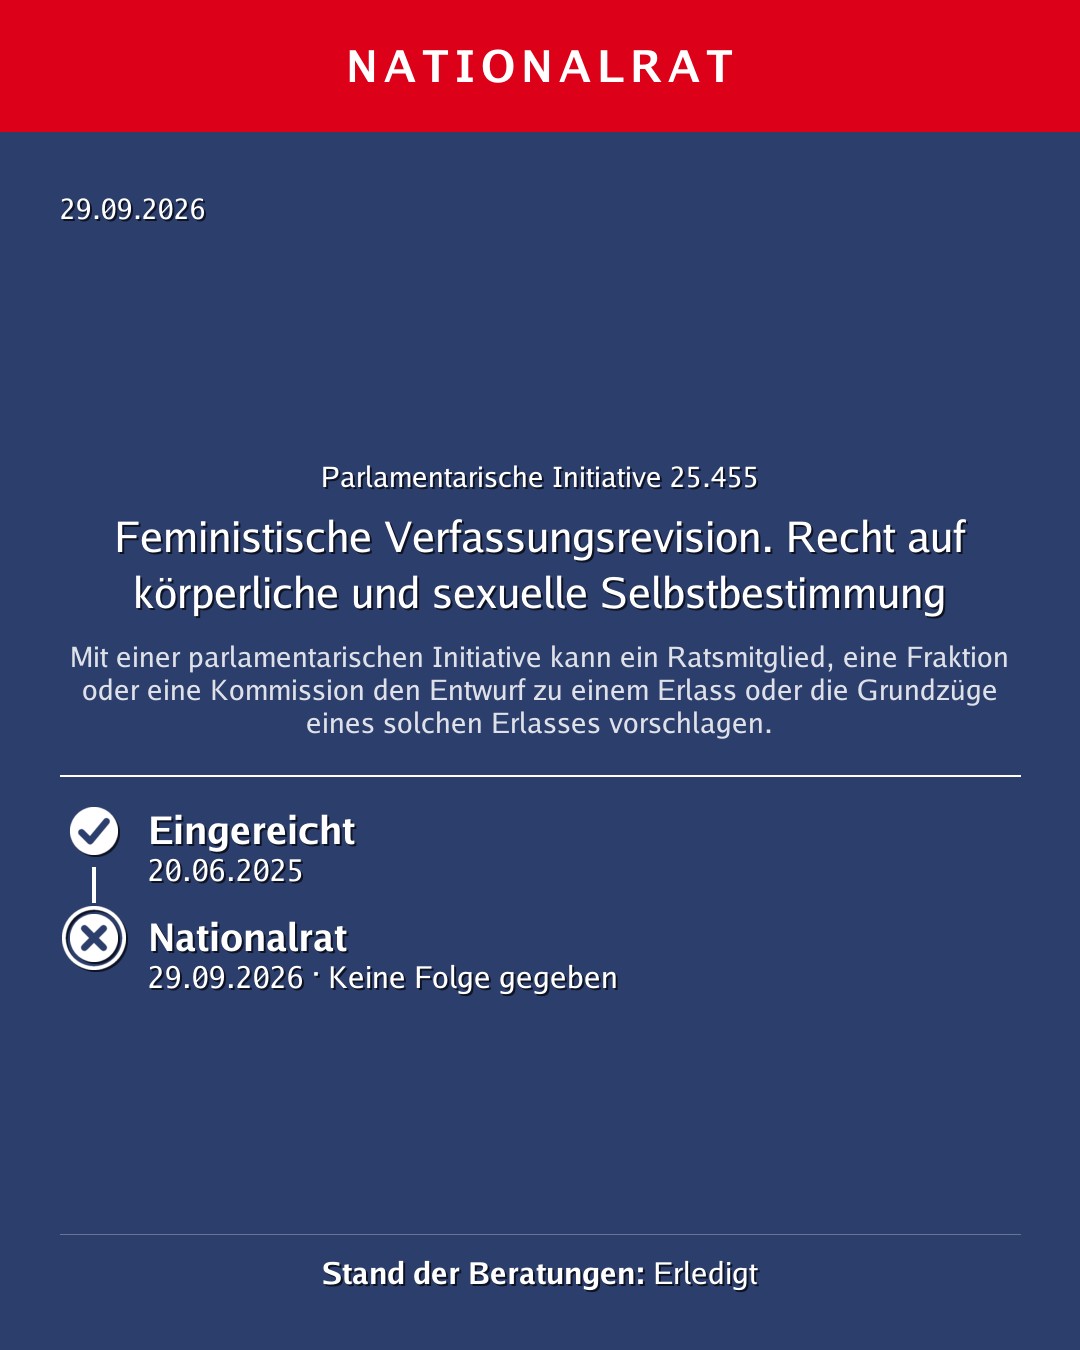 NATIONALRAT
29.09.2026
Parlamentarische Initiative 25.455
Feministische Verfassungsrevision. Recht auf
körperliche und sexuelle Selbstbestimmung
Mit einer parlamentarischen Initiative kann ein Ratsmitglied, eine Fraktion
oder eine Kommission den Entwurf zu einem Erlass oder die Grundzüge
eines solchen Erlasses vorschlagen.
Eingereicht
20.06.2025
Nationalrat
29.09.2026 · Keine Folge gegeben
Stand der Beratungen: Erledigt